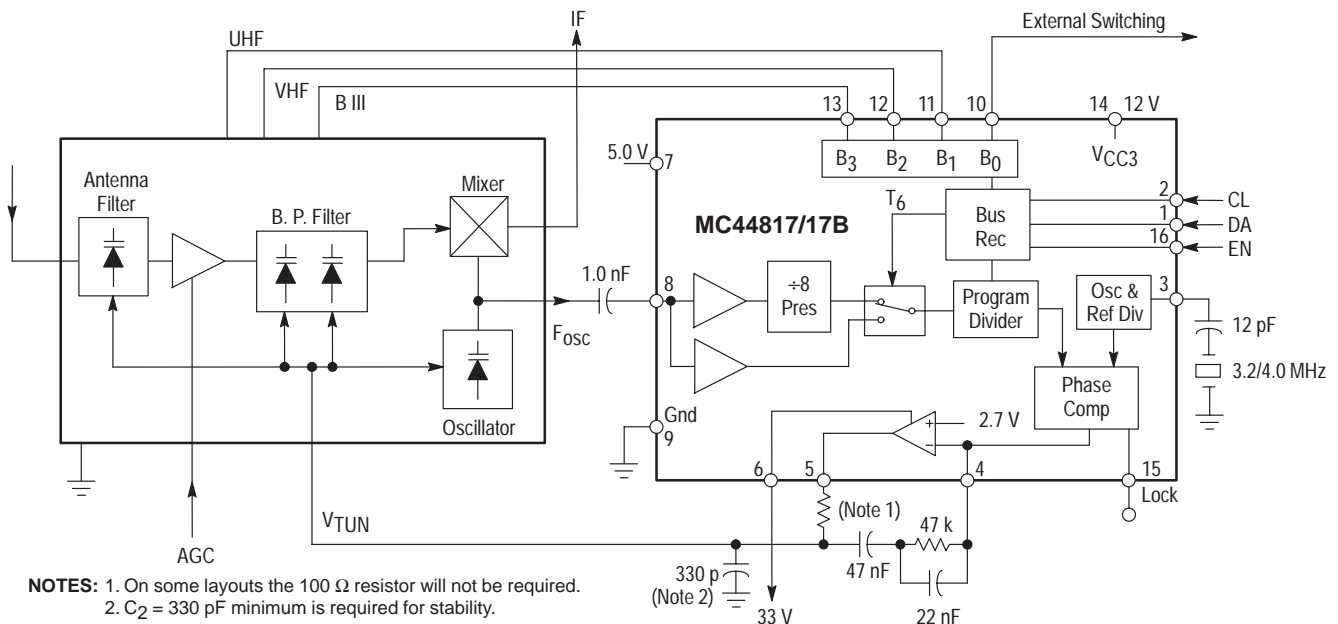 External Switching
IF
UHF
VHF
B III
13 12 11 10 14 12 V
5.0 V
7
B3 B2 B1 B0
VCC3
Antenna
Filter
B. P. Filter
Mixer
MC44817/17B
T6
Bus
Rec
2 CL
1 DA
16 EN
1.0 nF
8
÷8
Pres
Program
Divider
Osc &
Ref Div
3
12 pF
3.2/4.0 MHz
Fosc
Phase
Comp
Gnd
9
+
−
2.7 V
Oscillator
6 5 4 15
Lock
VTUN
(Note 1)
47 k
AGC
330 p
(Note 2)
47 nF
22 nF
33 V
NOTES: 1. On some layouts the 100 Ω resistor will not be required.
2. C2 = 330 pF minimum is required for stability.